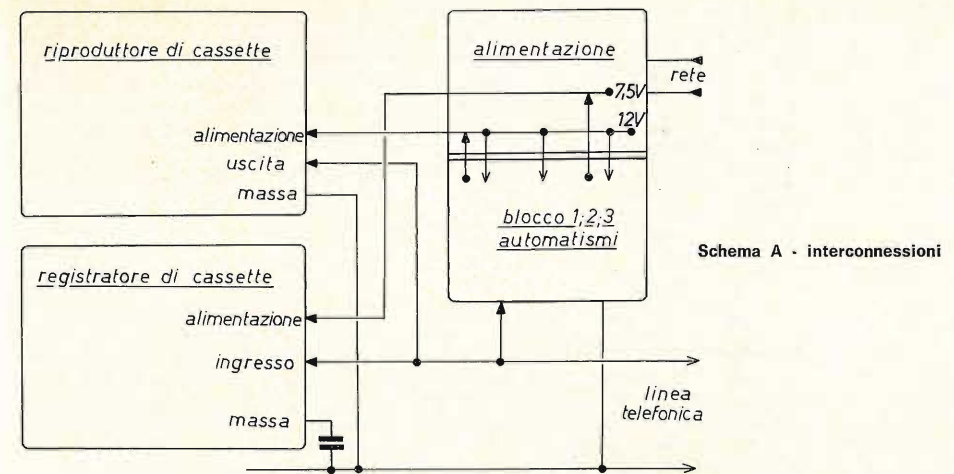 riproduttore di cassette
alimentazione
uscita
massa
registratore di cassette
alimentazione
ingresso
massa
alimentazione
rete
7,5V
12V
blocco 1;2;3
automatismi
linea
telefonica
Schema A - interconnessioni